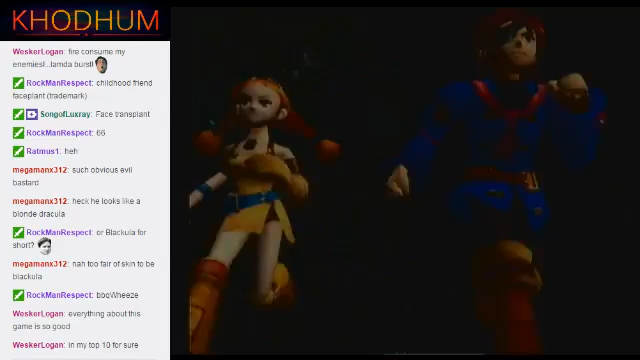 KHODHUM
WeskerLogan: fire consume my
enemies!..lamda burst!
RockManRespect: childhood friend
faceplant (trademark)
SongofLuxray: Face transplant
RockManRespect: 66
Ratmus1: heh
megamanx312: such obvious evil
bastard
megamanx312: heck he looks like a
blonde dracula
RockManRespect: or Blackula for
short?
megamanx312: nah too fair of skin to be
blackula
RockManRespect: bbqWheeze
WeskerLogan: everything about this
game is so good
WeskerLogan: in my top 10 for sure